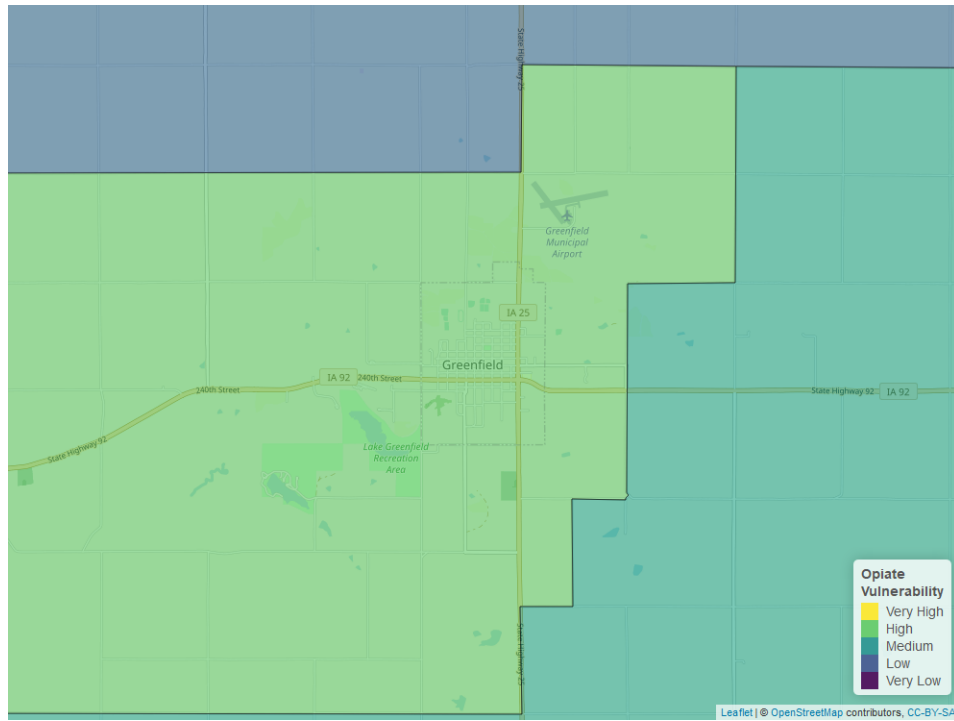 State Highway 25
Greenfield
Municipal
Airport
IA 25
Greenfield
IA 92
240th Street
240th Street
State Highway 92
IA 92
State Highway 92
Lake Greenfield
Recreation
Area
State Highway 25
Opiate
Vulnerability
Very High
High
Medium
Low
Very Low
Leaflet | © OpenStreetMap contributors, CC-BY-SA